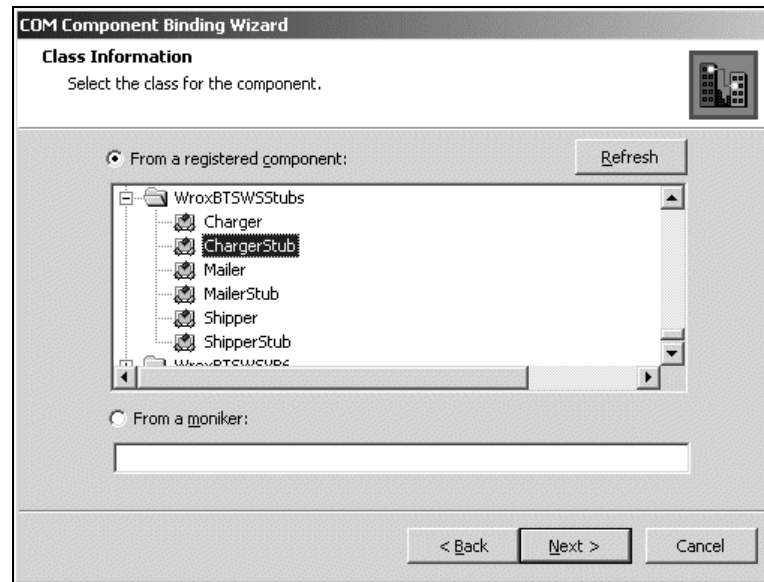 COM Component Binding Wizard
Class Information
Select the class for the component.
From a registered component:
Refresh
WroxBTSWSStubs
Charger
ChargerStub
Mailer
MailerStub
Shipper
ShipperStub
WroxBTSWSVB6
From a moniker:
< Back
Next >
Cancel